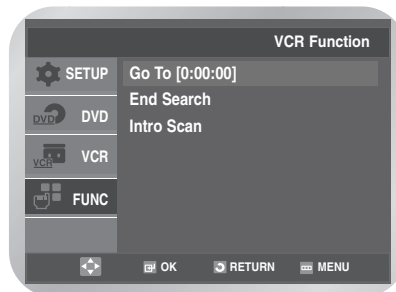 VCR Function
SETUP
DVD DVD
VCR VCR
FUNC
Go To [0:00:00]
End Search
Intro Scan
OK RETURN MENU